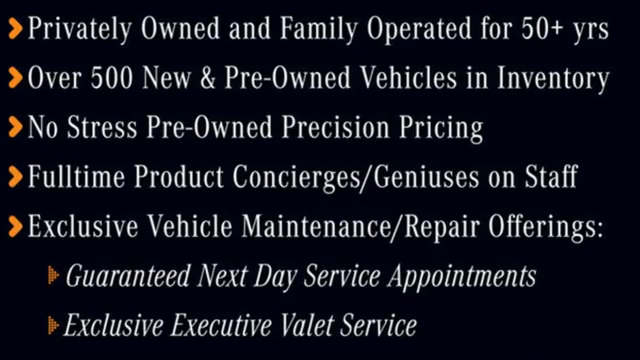 Privately Owned and Family Operated for 50+ yrs
Over 500 New & Pre-Owned Vehicles in Inventory
No Stress Pre-Owned Precision Pricing
Fulltime Product Concierges/Geniuses on Staff
Exclusive Vehicle Maintenance/Repair Offerings:
Guaranteed Next Day Service Appointments
Exclusive Executive Valet Service